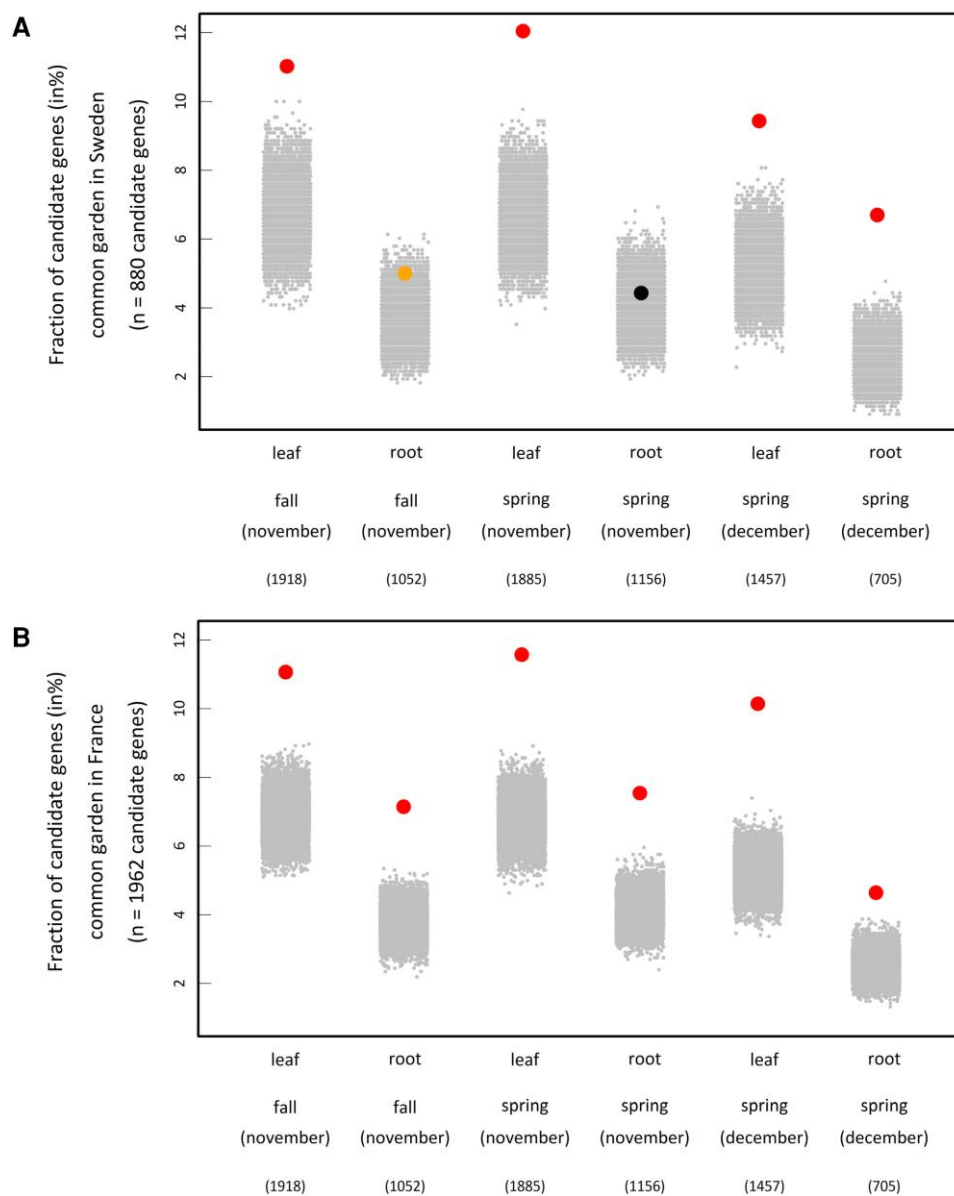 A
Fraction of candidate genes (in%)
common garden in Sweden
(n = 880 candidate genes)
12
10
8
6
4
2
leaf root leaf root leaf root
fall fall spring spring spring spring
(november) (november) (november) (november) (december) (december)
(1918) (1052) (1885) (1156) (1457) (705)
B
Fraction of candidate genes (in%)
common garden in France
(n = 1962 candidate genes)
12
10
8
6
4
2
leaf root leaf root leaf root
fall fall spring spring spring spring
(november) (november) (november) (november) (december) (december)
(1918) (1052) (1885) (1156) (1457) (705)